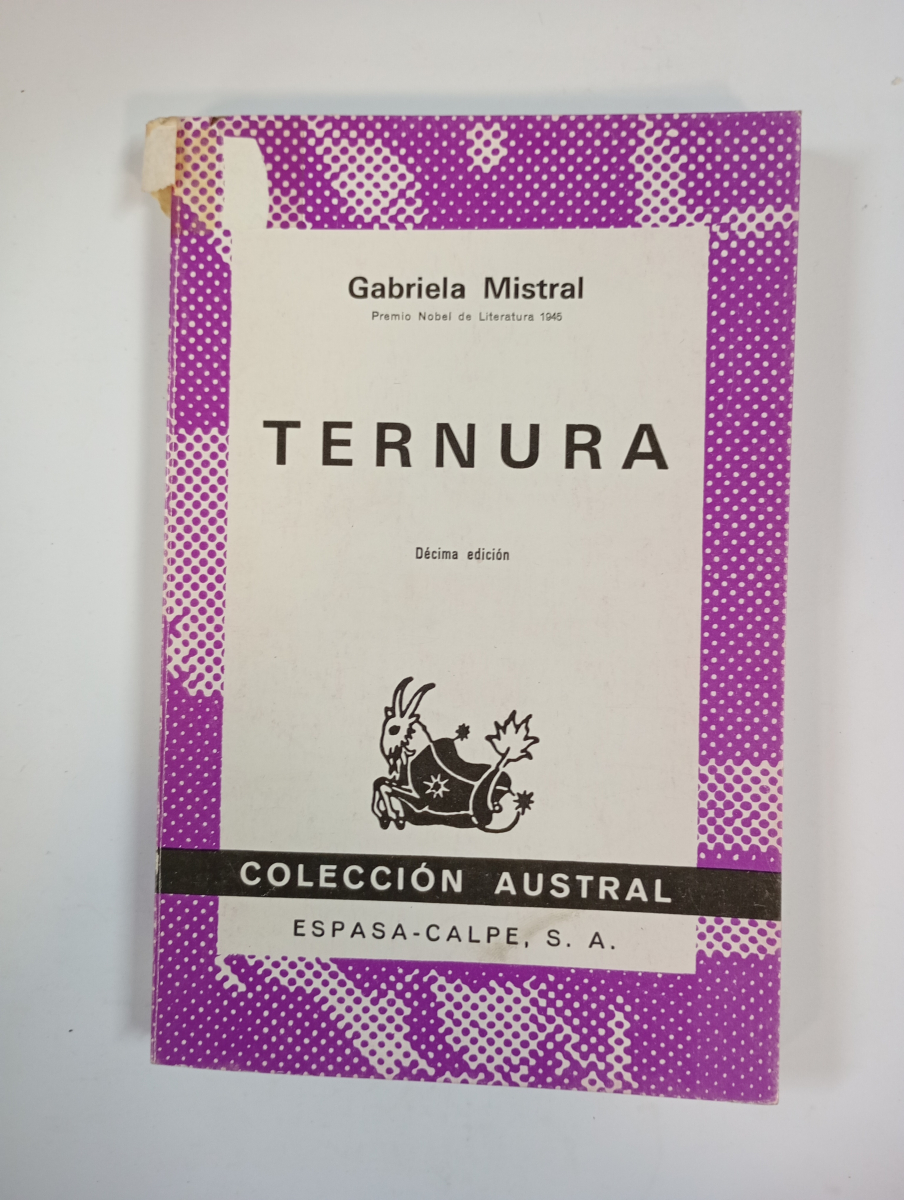 Gabriela Mistral
Premio Nobel de Literatura 1945
TERNURA
Décima edición
COLECCIÓN AUSTRAL
ESPASA-CALPE, S. A.